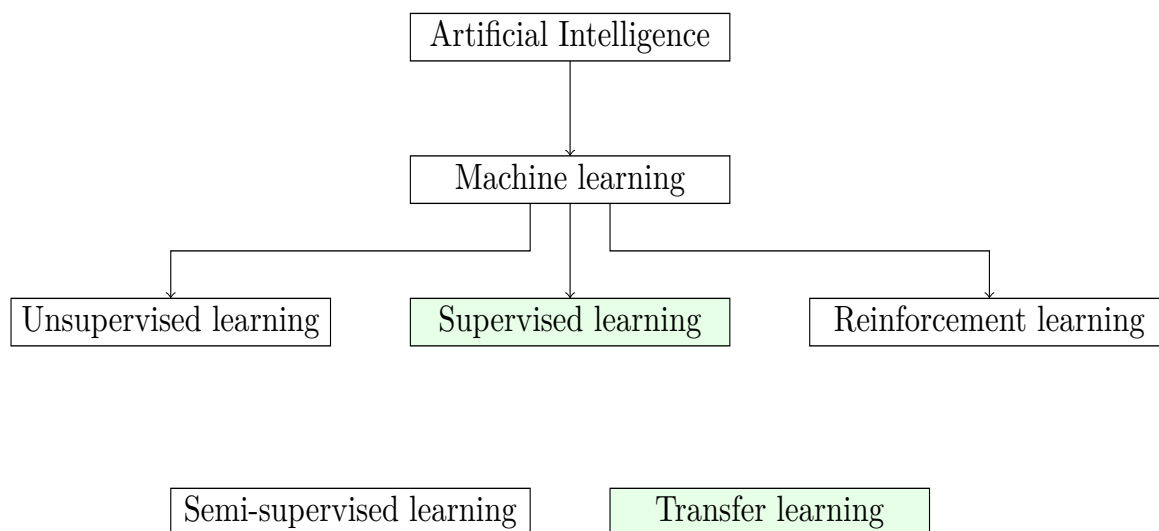 Artificial Intelligence
Machine learning
Unsupervised learning
Supervised learning
Reinforcement learning
Semi-supervised learning
Transfer learning